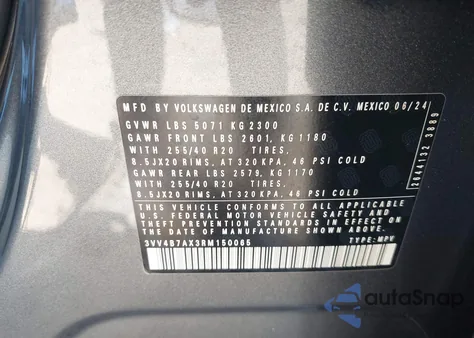 MFD BY VOLKSWAGEN DE MEXICO S.A. DE C.V. MEXICO 06/24
GVWR LBS 5071 KG 2300
GAWR FRONT LBS 2601, KG 1180
WITH 255/40 R20 TIRES,
8.5JX20 RIMS, AT 320 KPA, 46 PSI COLD
GAWR REAR LBS 2579, KG 1170
WITH 255/40 R20 TIRES,
8.5JX20 RIMS, AT 320 KPA, 46 PSI COLD
THIS VEHICLE CONFORMS TO ALL APPLICABLE
U.S. FEDERAL MOTOR VEHICLE SAFETY AND
THEFT PREVENTION STANDARDS IN EFFECT ON
THE DATE OF MANUFACTURE SHOWN ABOVE.
3VV4B7AX3RM150065 TYPE: MPV
3889
autoSnap